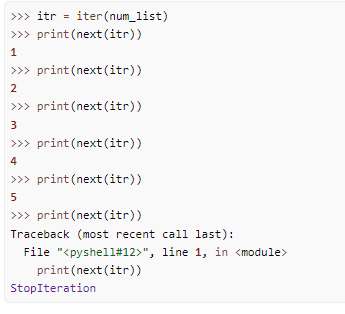 >>> itr = iter(num_list)
>>> print(next(itr))
1
>>> print(next(itr))
2
>>> print(next(itr))
3
>>> print(next(itr))
4
>>> print(next(itr))
5
>>> print(next(itr))
Traceback (most recent call last):
  File "<pyshell#12>", line 1, in <module>
    print(next(itr))
StopIteration